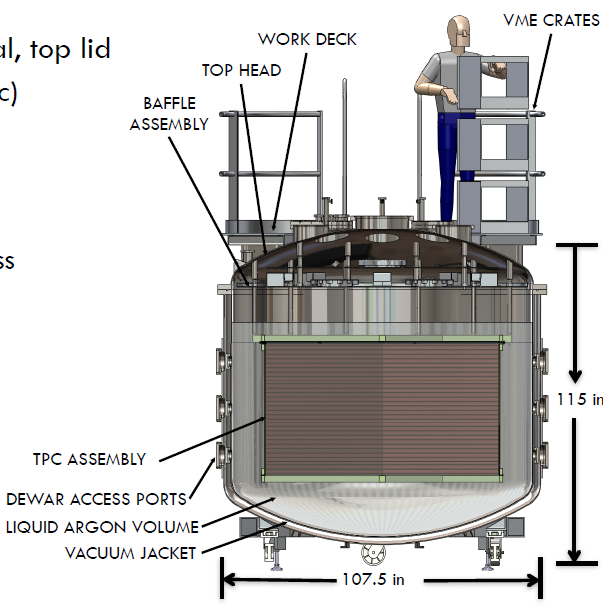 al, top lid
c)
ss
WORK DECK
TOP HEAD
BAFFLE
ASSEMBLY
VME CRATES
115 in
TPC ASSEMBLY
DEWAR ACCESS PORTS
LIQUID ARGON VOLUME
VACUUM JACKET
107.5 in